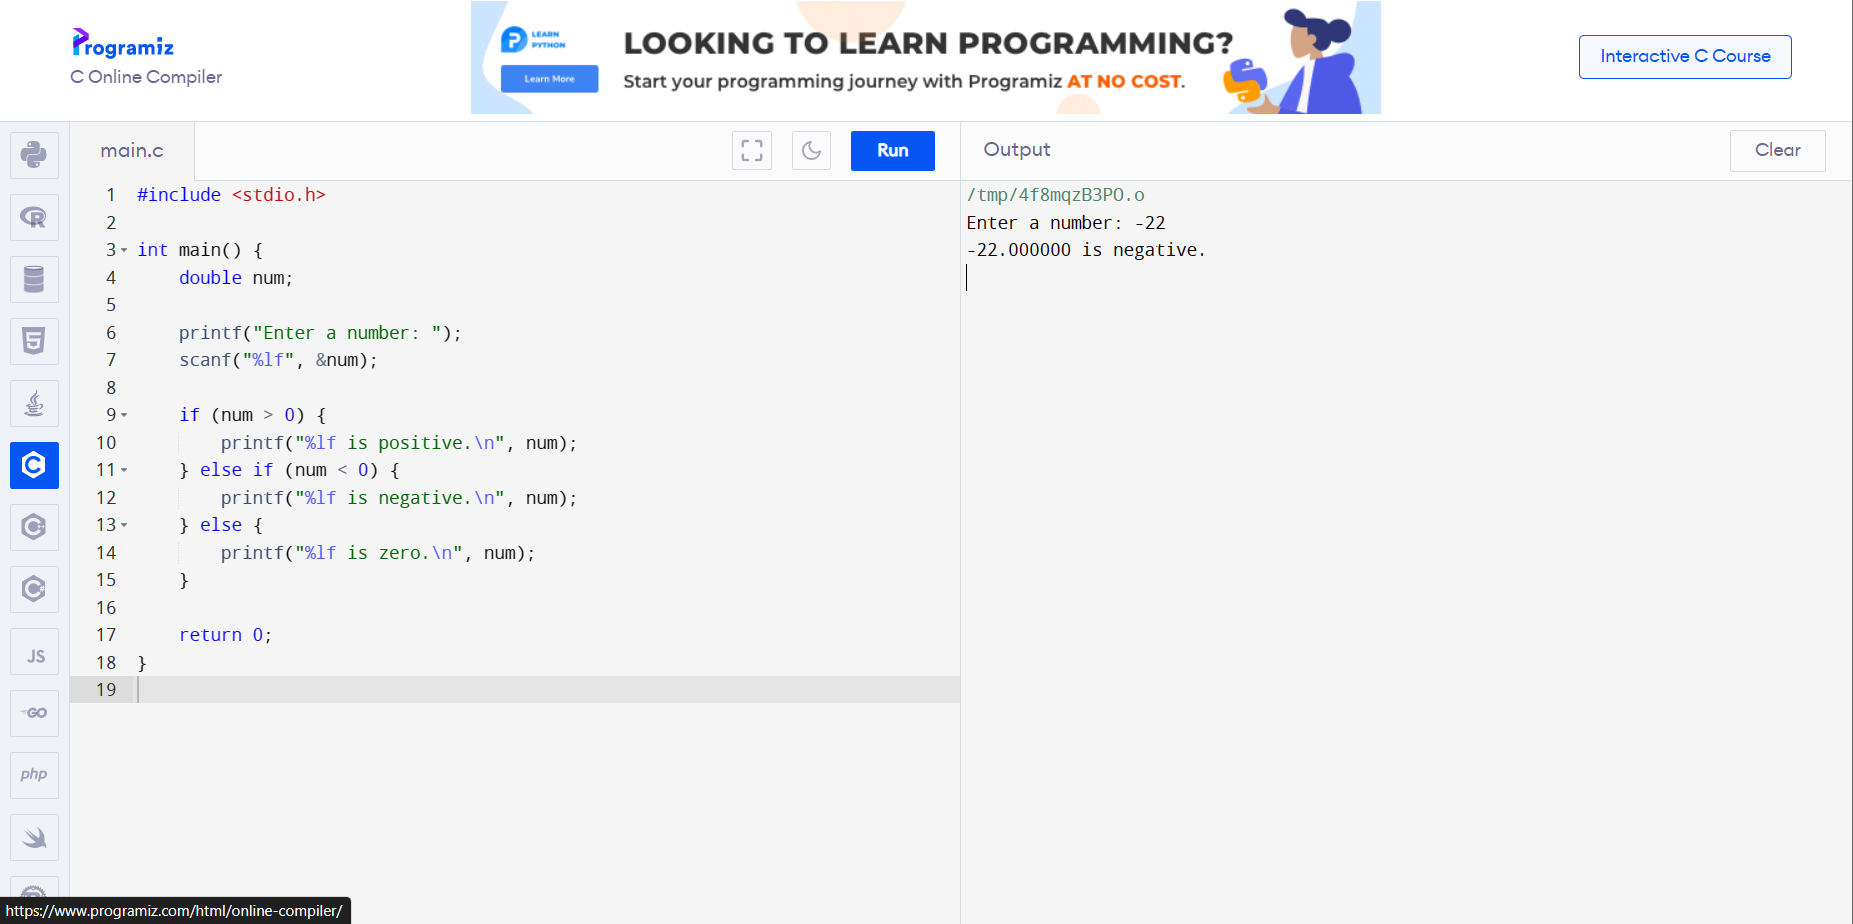 Programiz
C Online Compiler
LEARN
PYTHON
Learn More
LOOKING TO LEARN PROGRAMMING?
Start your programming journey with Programiz AT NO COST.
Interactive C Course
main.c
Run
Output
Clear
1 #include <stdio.h>
2
3 int main() {
4     double num;
5
6     printf("Enter a number: ");
7     scanf("%lf", &num);
8
9     if (num > 0) {
10         printf("%lf is positive.\n", num);
11     } else if (num < 0) {
12         printf("%lf is negative.\n", num);
13     } else {
14         printf("%lf is zero.\n", num);
15     }
16
17     return 0;
18 }
19
/tmp/4f8mqzB3PO.o
Enter a number: -22
-22.000000 is negative.
R
5
C
C
C
JS
GO
php
https://www.programiz.com/html/online-compiler/